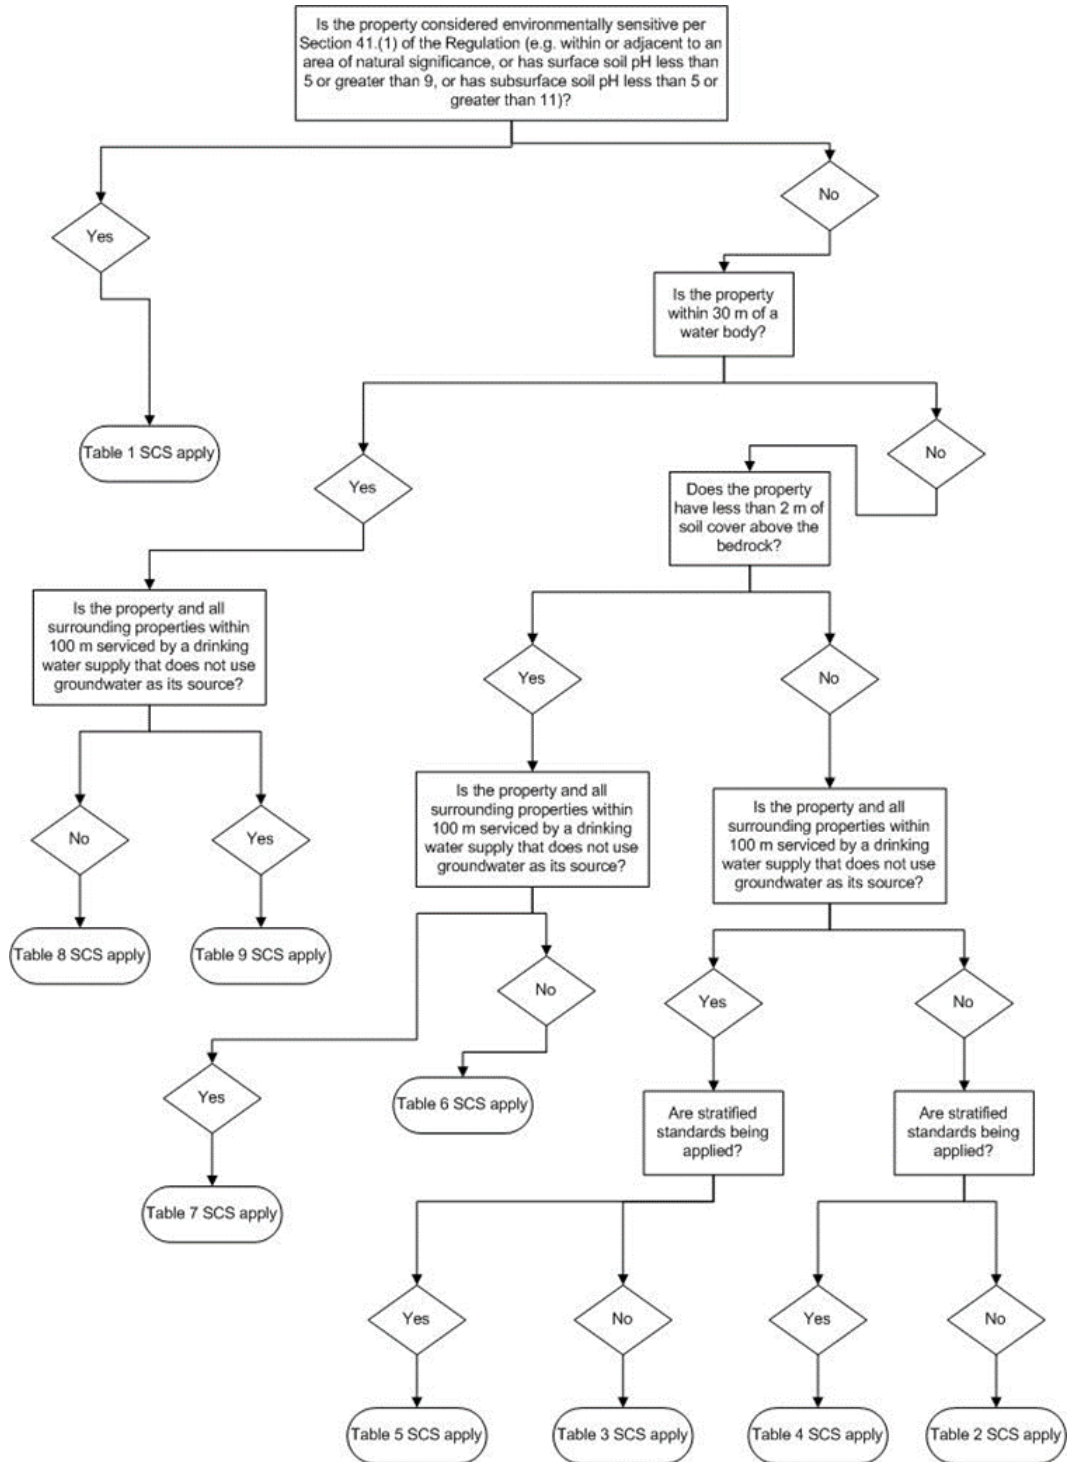 Is the property considered environmentally sensitive per
Section 41.(1) of the Regulation (e.g. within or adjacent to an
area of natural significance, or has surface soil pH less than
5 or greater than 9, or has subsurface soil pH less than 5 or
greater than 11)?
No
Yes
Is the property
within 30 m of a
water body?
Table 1 SCS apply
No
Yes
Does the property
have less than 2 m of
soil cover above the
bedrock?
Is the property and all
surrounding properties within
100 m serviced by a drinking
water supply that does not use
groundwater as its source?
Yes
No
Is the property and all
surrounding properties within
100 m serviced by a drinking
water supply that does not use
groundwater as its source?
Is the property and all
surrounding properties within
100 m serviced by a drinking
water supply that does not use
groundwater as its source?
No
Yes
Table 8 SCS apply
Table 9 SCS apply
No
Yes
No
Yes
Table 6 SCS apply
Are stratified
standards being
applied?
Are stratified
standards being
applied?
Table 7 SCS apply
Yes
No
Yes
No
Table 5 SCS apply
Table 3 SCS apply
Table 4 SCS apply
Table 2 SCS apply